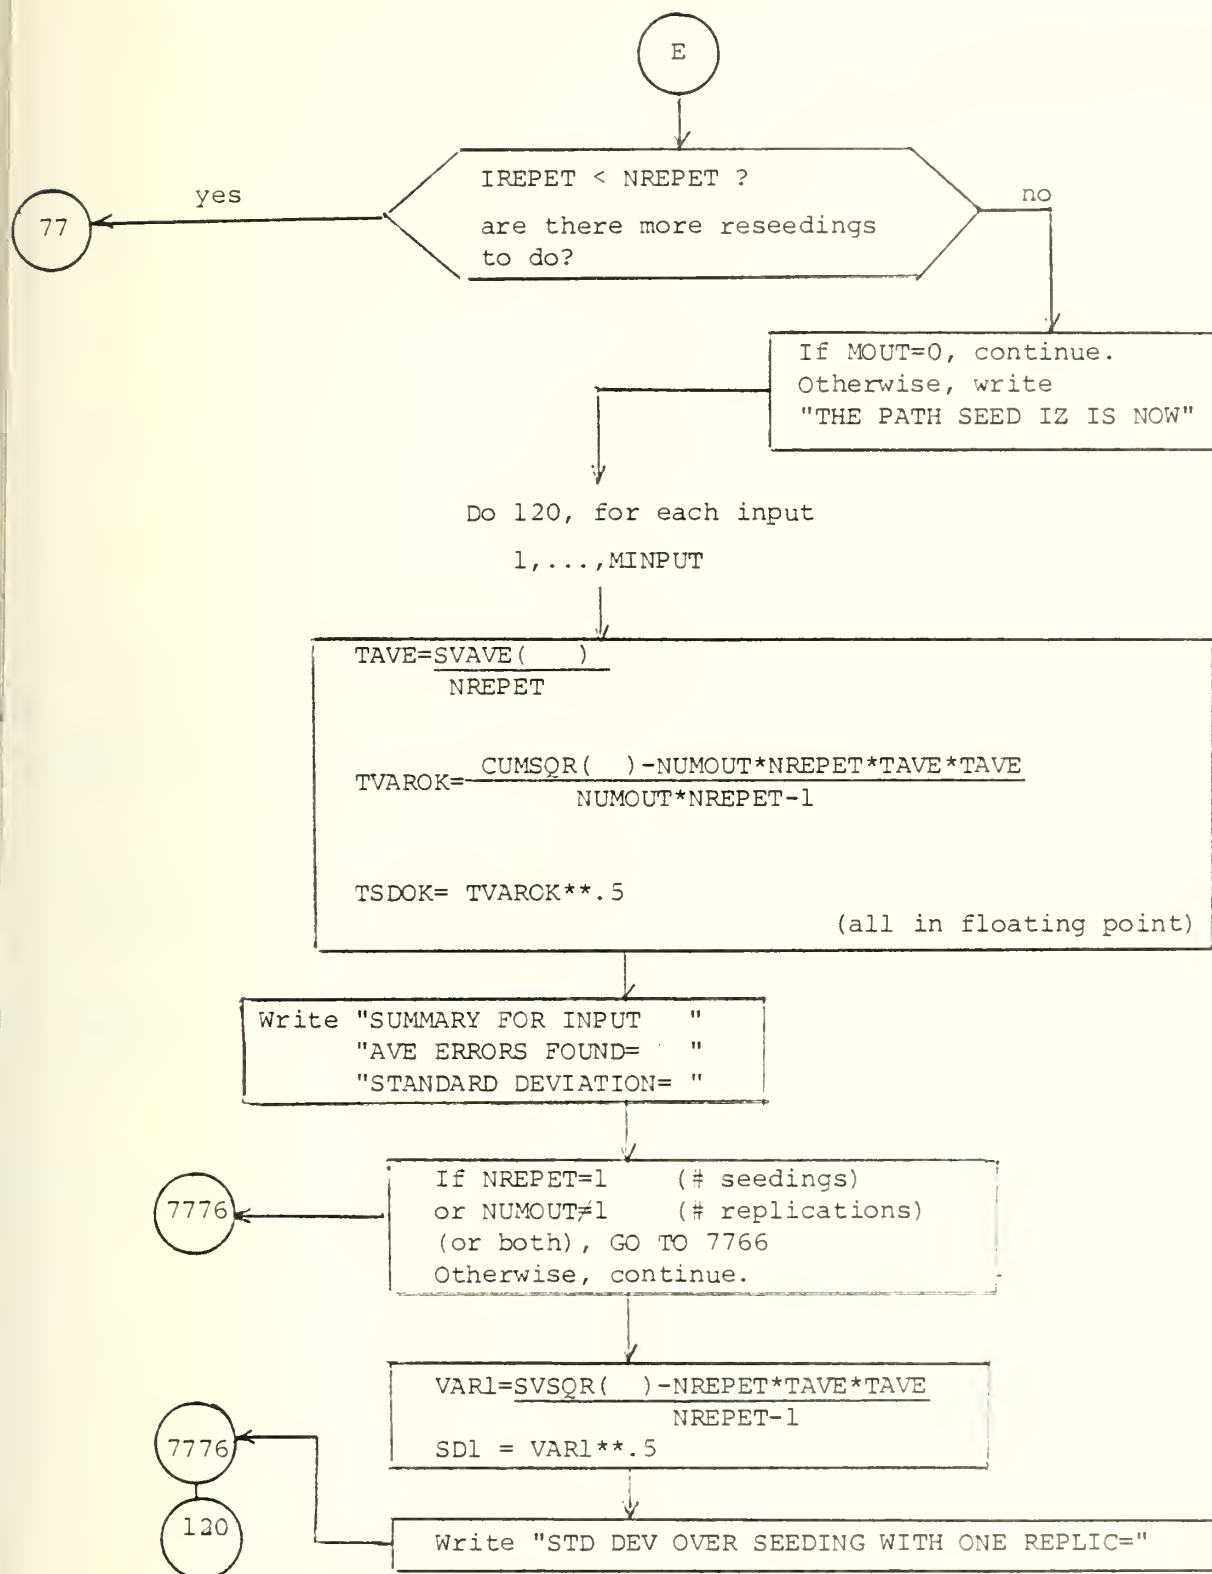 E
IREPET < NREPET ?
yes
no
77
are there more reseedings
to do?
If MOUT=0, continue.
Otherwise, write
"THE PATH SEED IZ IS NOW"
Do 120, for each input
1,...,MINPUT
TAVE=SVAVE( )
NREPET
TVAROK= CUMSQR( )-NUMOUT*NREPET*TAVE*TAVE
NUMOUT*NREPET-1
TSDOK= TVAROK**.5
(all in floating point)
Write "SUMMARY FOR INPUT "
"AVE ERRORS FOUND= "
"STANDARD DEVIATION= "
If NREPET=1 (# seedings)
7776
or NUMOUT≠1 (# replications)
(or both), GO TO 7766
Otherwise, continue.
VAR1=SVSQR( )-NREPET*TAVE*TAVE
NREPET-1
7776
SD1 = VAR1**.5
120
Write "STD DEV OVER SEEDING WITH ONE REPLIC="